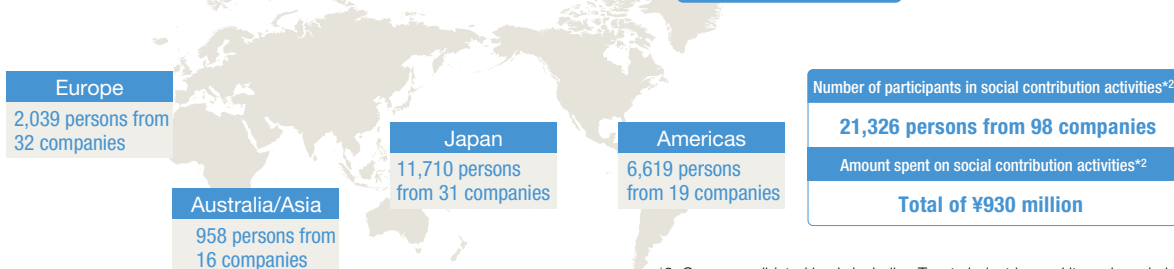 Europe
2,039 persons from
32 companies
Australia/Asia
958 persons from
16 companies
Japan
11,710 persons
from 31 companies
Americas
6,619 persons
from 19 companies
Number of participants in social contribution activities*2
21,326 persons from 98 companies
Amount spent on social contribution activities*2
Total of ¥930 million